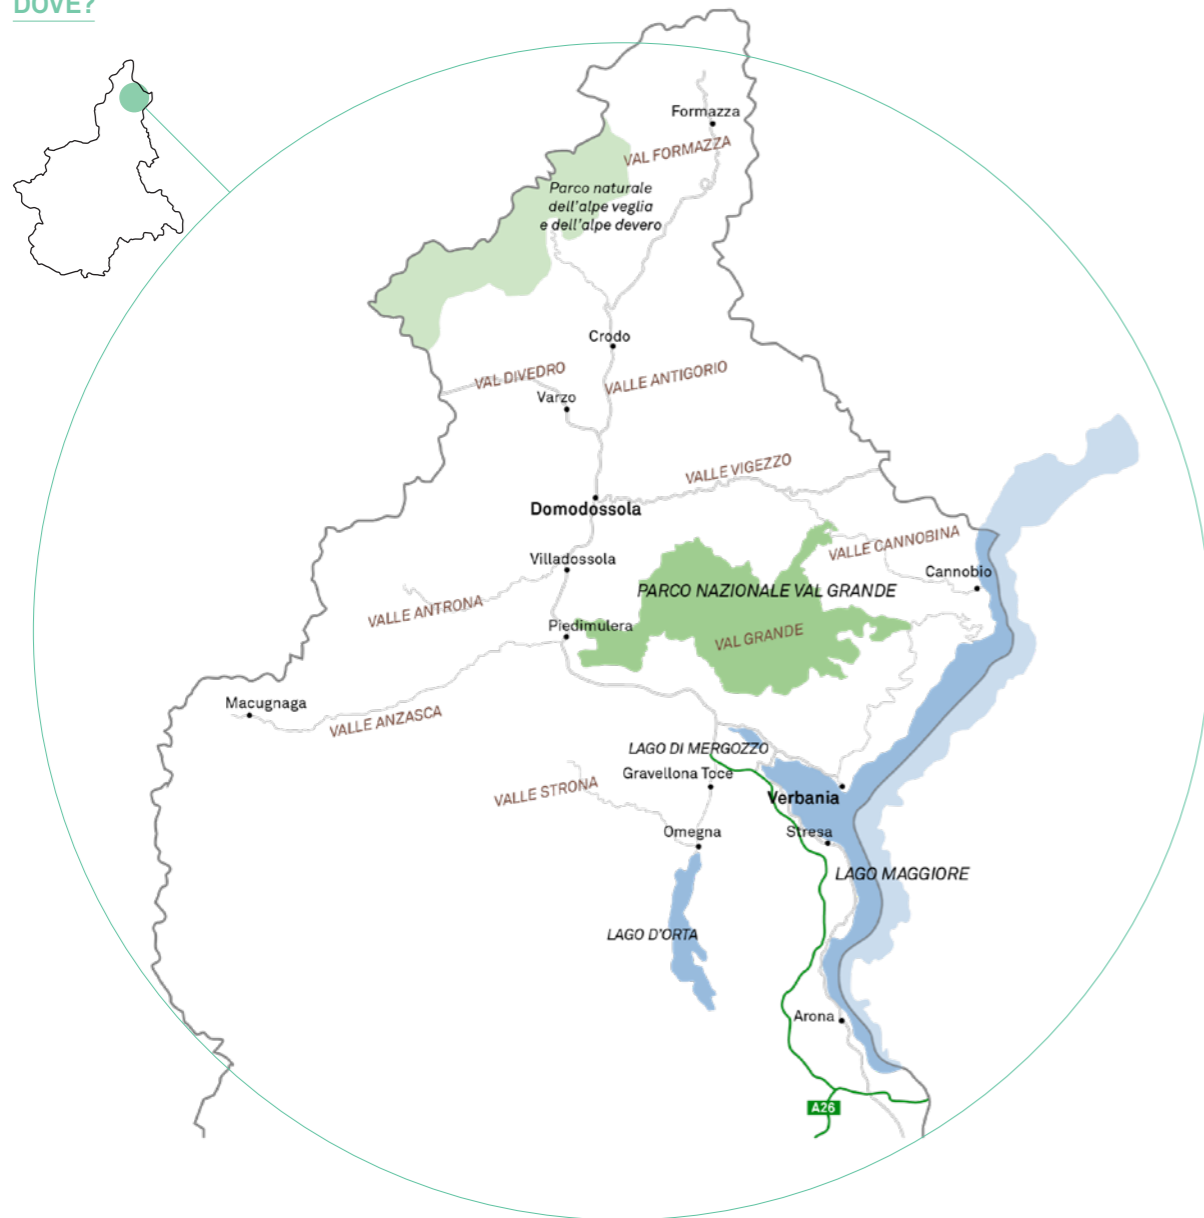 DOVE?
Formazza
VAL FORMAZZA
Parco naturale
dell'alpe veglia
e dell'alpe devero
Crodo
VAL DIVEDRO
VALLE ANTIGORIO
Varzo
VALLE VIGEZZO
Domodossola
VALLE CANNOBINA
Villadossola
Cannobio
PARCO NAZIONALE VAL GRANDE
VALLE ANTRONA
Piedimulera
VAL GRANDE
Macugnaga
VALLE ANZASCA
LAGO DI MERGOZZO
Gravellona Toce
VALLE STRONA
Verbania
Omegna
Stresa
LAGO MAGGIORE
LAGO D'ORTA
Arona
A26